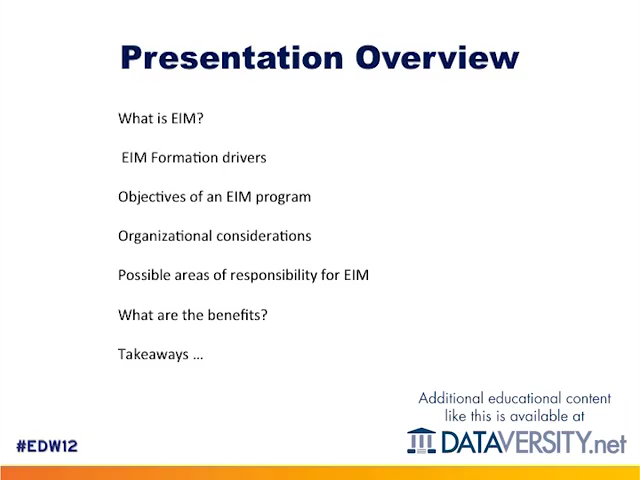 Presentation Overview
What is EIM?
EIM Formation drivers
Objectives of an EIM program
Organizational considerations
Possible areas of responsibility for EIM
What are the benefits?
Takeaways ...
Additional educational content
like this is available at
#EDW12
DATAVERSITY.net